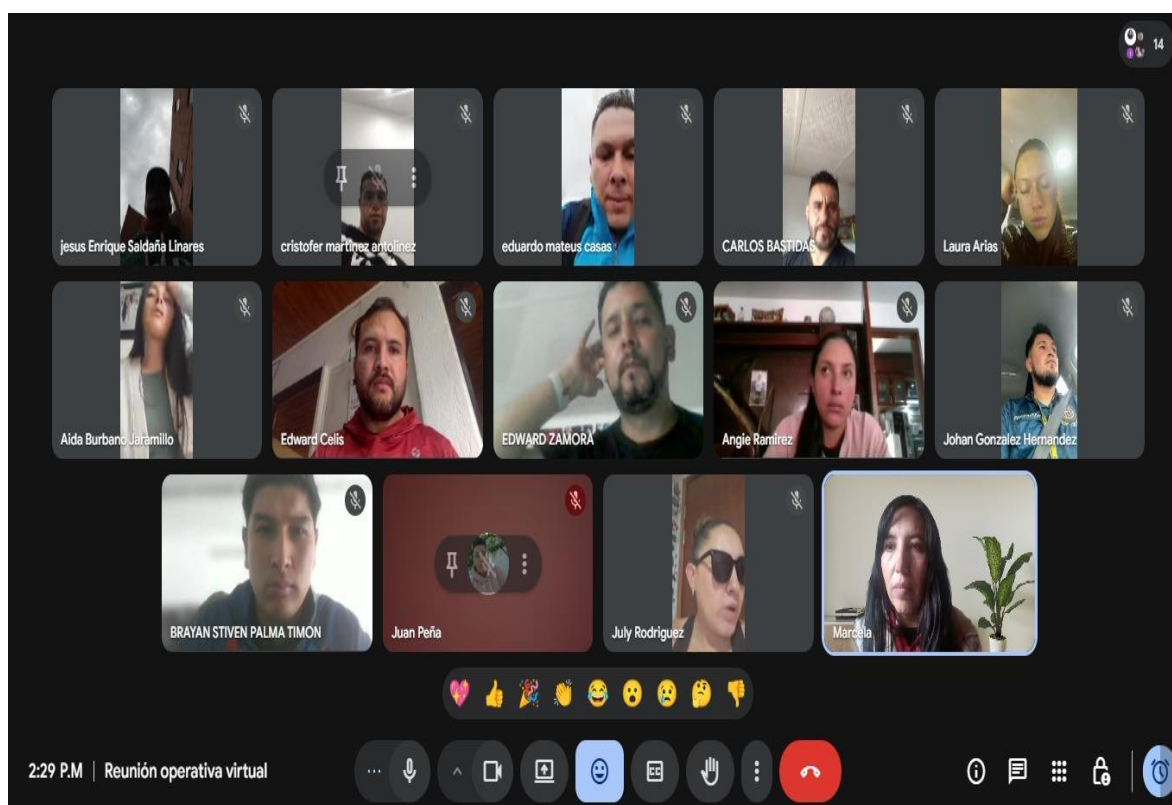 14
jesus Enrique Saldaña Linares
cristofer martinez antolinez
eduardo mateus casas
CARLOS BASTIDAS
Laura Arias
Aida Burbano Jaramillo
Edward Celis
EDWARD ZAMORA
Angie Ramirez
Johan Gonzalez Hernandez
BRAYAN STIVEN PALMA TIMON
Juan Peña
July Rodriguez
Marcela
2:29 P.M | Reunión operativa virtual
CC